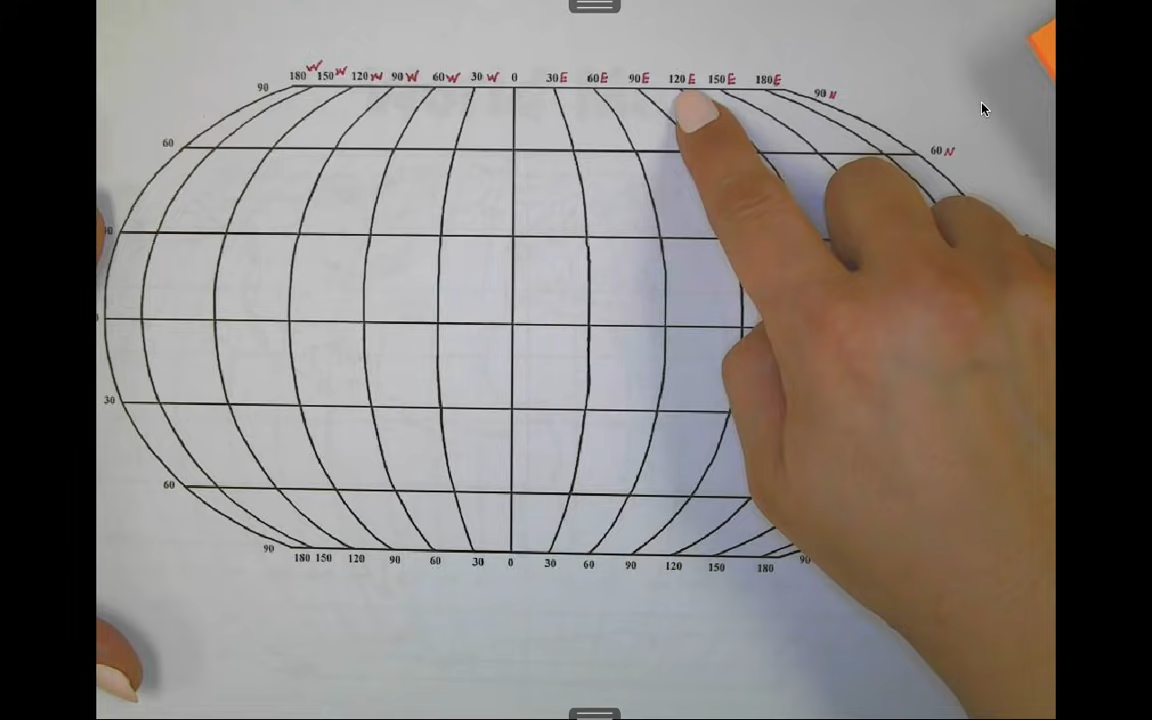 180 W 150 W 120 W 90 W 60 W 30 W 0 30 E 60 E 90 E 120 E 150 E 180 E
90 90 N
60 60 N
30
60
90 90
180 150 120 90 60 30 0 30 60 90 120 150 180